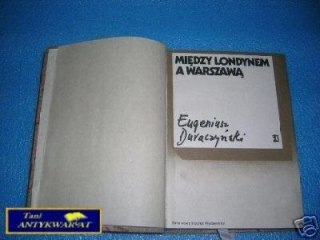 MIĘDZY LONDYNEM
A WARSZAWĄ
Eugeniusz
Duraczyński
Tani
ANTYKWARIAT